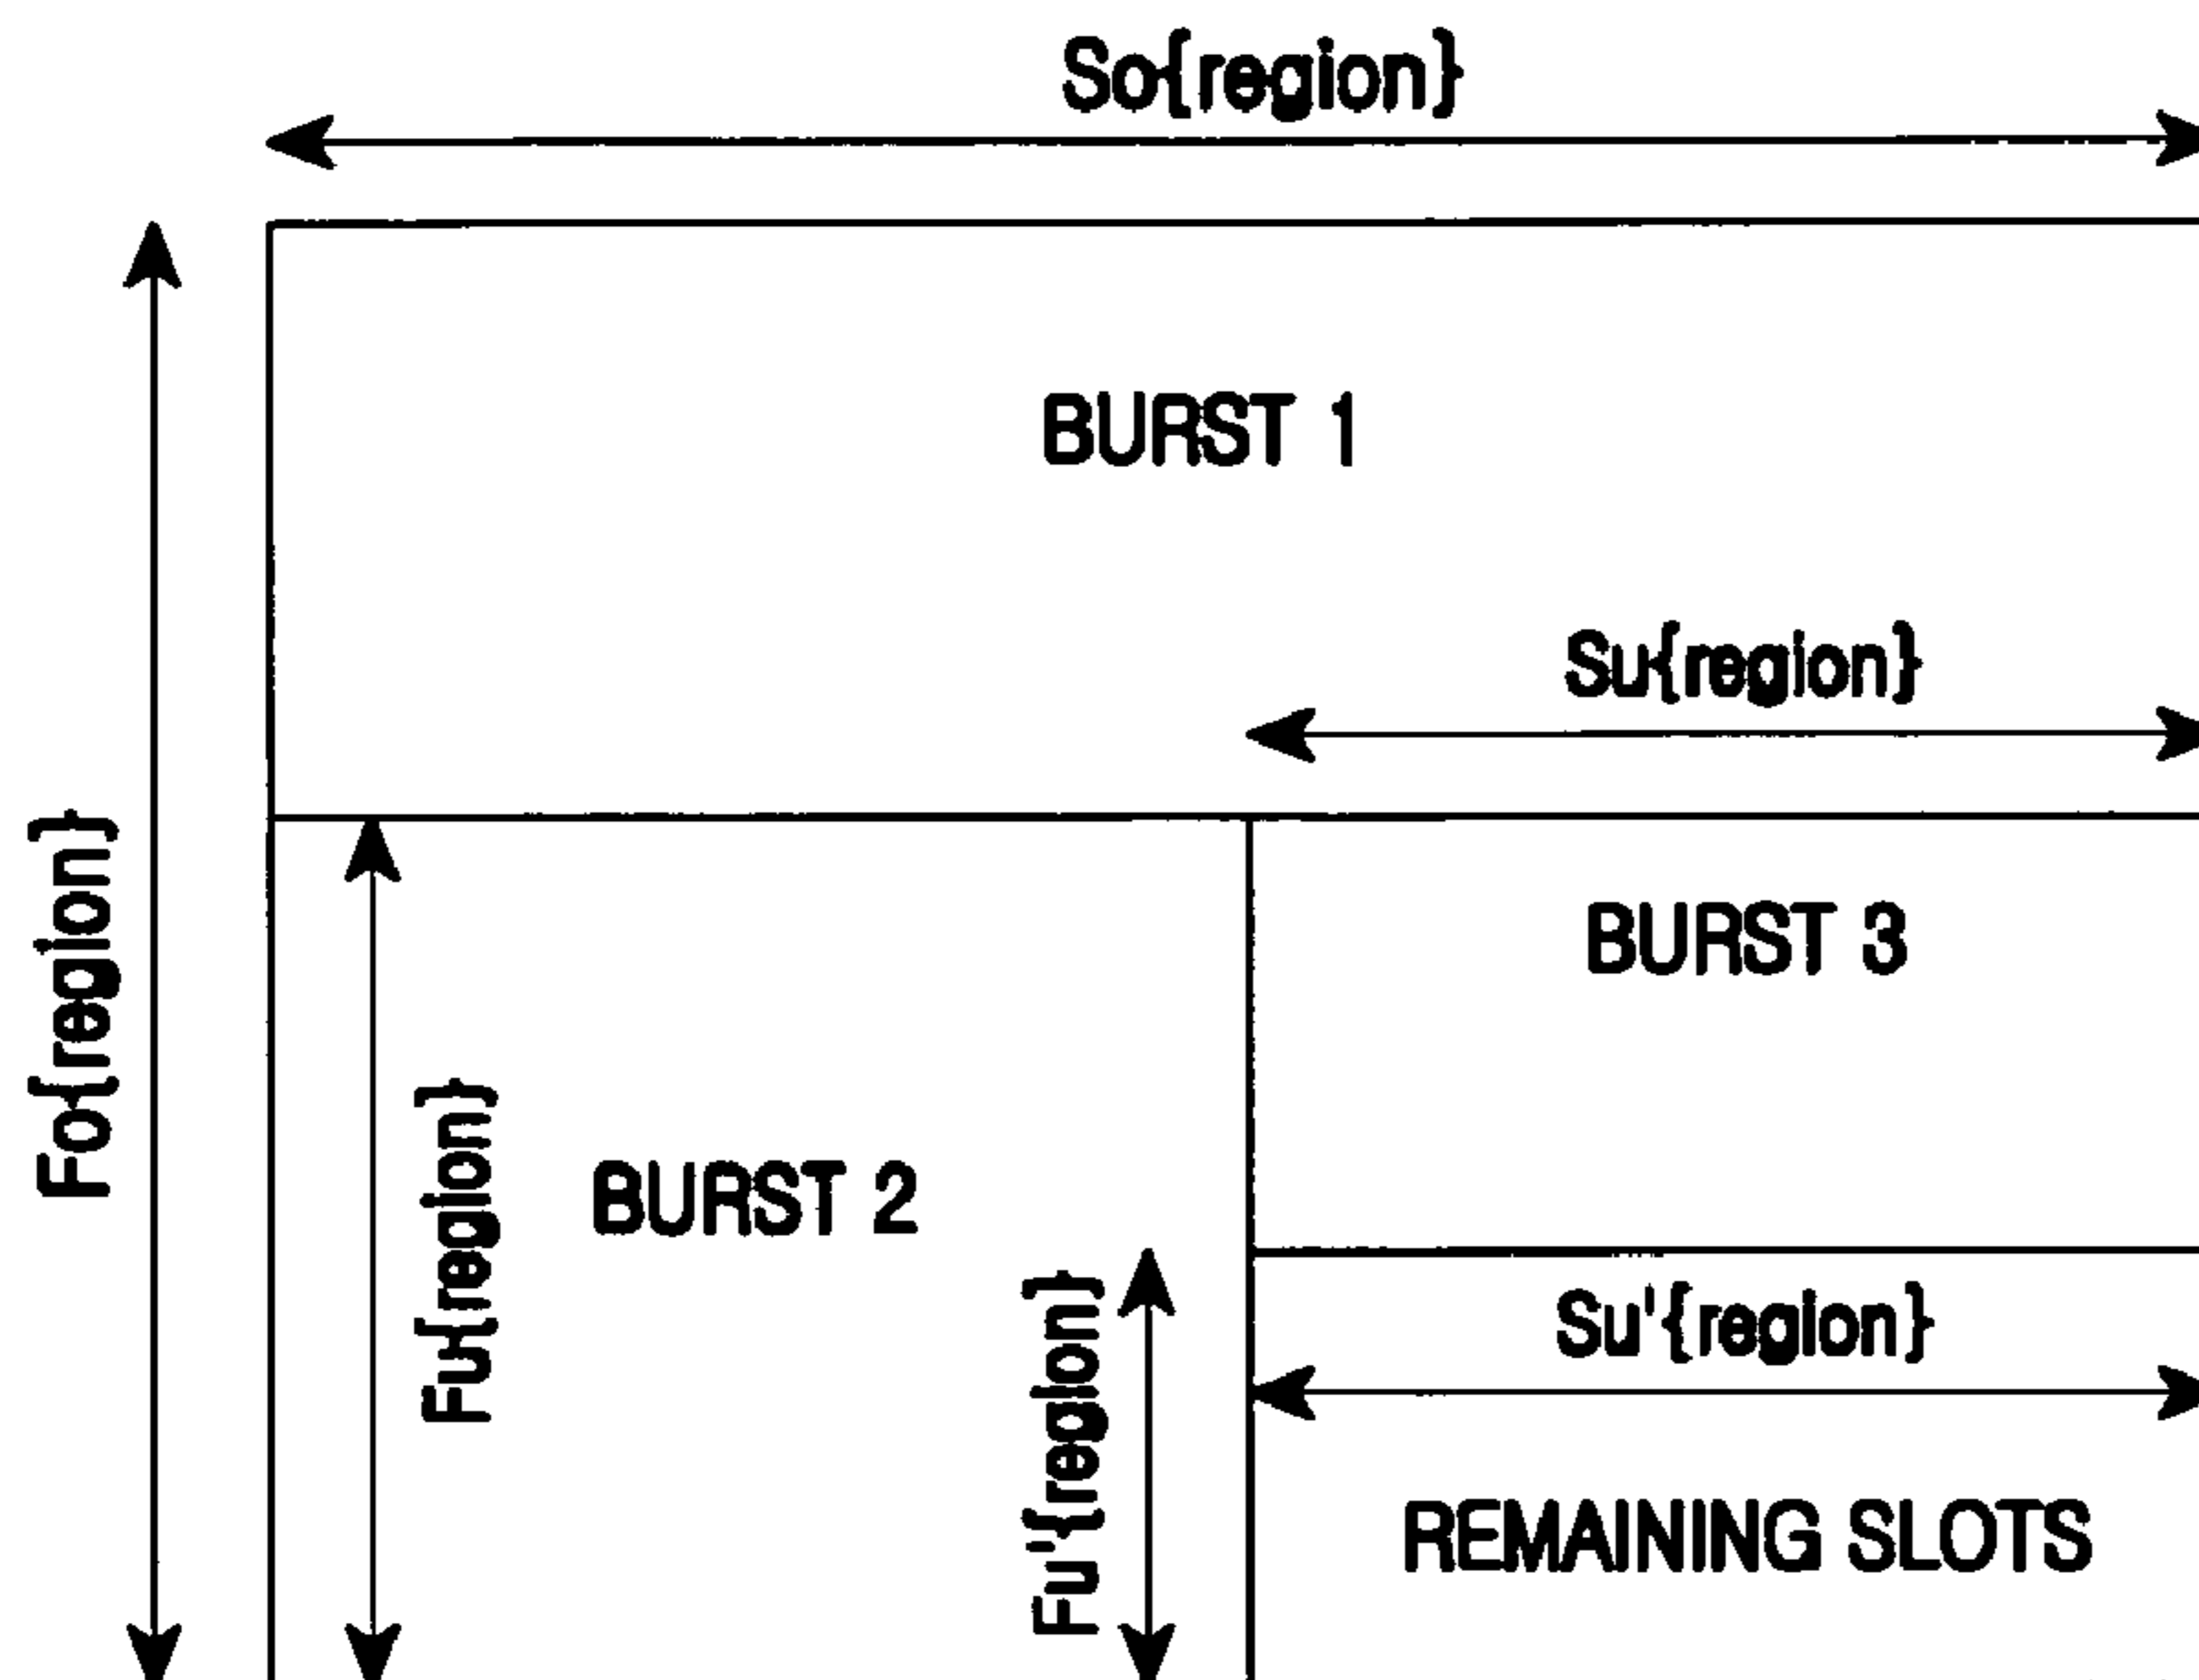 So{region}
BURST 1
Su{region}
Fo{region}
BURST 3
Fu{region}
BURST 2
Su'{region}
Fu'{region}
REMAINING SLOTS